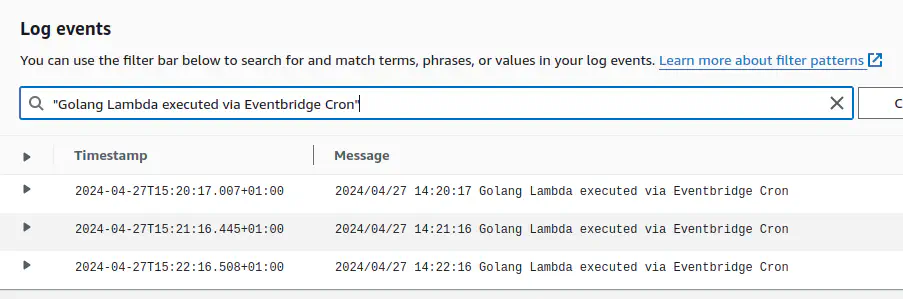 Log events
You can use the filter bar below to search for and match terms, phrases, or values in your log events. Learn more about filter patterns
"Golang Lambda executed via Eventbridge Cron" C
Timestamp Message
2024-04-27T15:20:17.007+01:00 2024/04/27 14:20:17 Golang Lambda executed via Eventbridge Cron
2024-04-27T15:21:16.445+01:00 2024/04/27 14:21:16 Golang Lambda executed via Eventbridge Cron
2024-04-27T15:22:16.508+01:00 2024/04/27 14:22:16 Golang Lambda executed via Eventbridge Cron